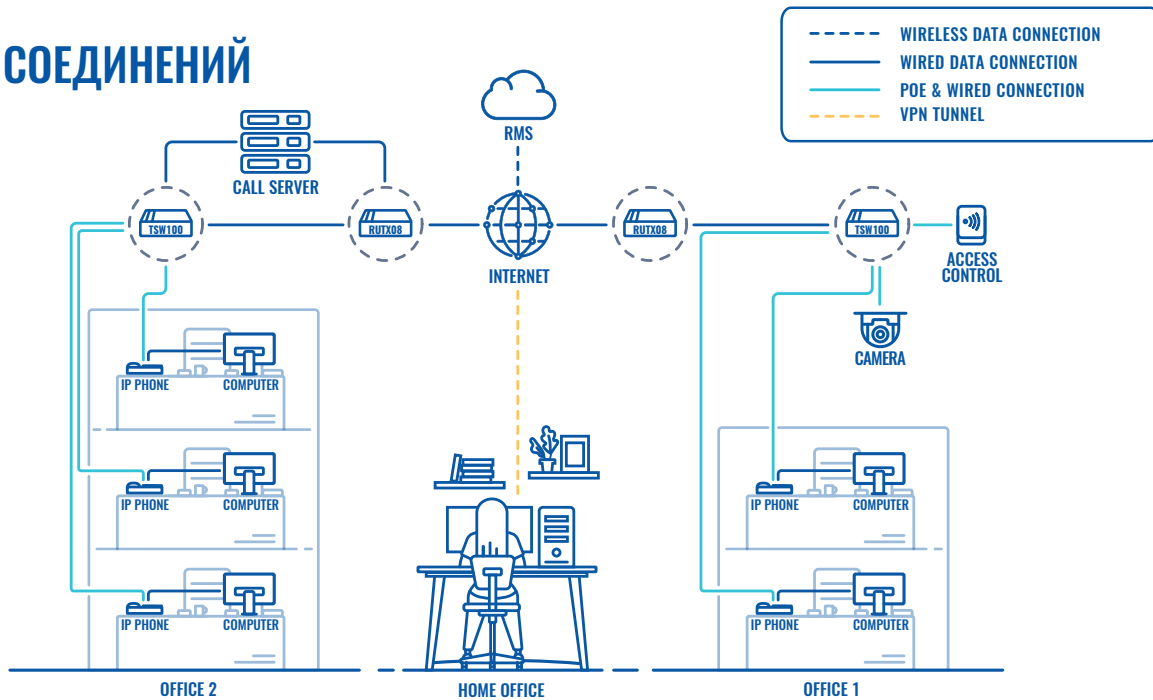 СОЕДИНЕНИЙ
WIRELESS DATA CONNECTION
WIRED DATA CONNECTION
POE & WIRED CONNECTION
VPN TUNNEL
RMS
CALL SERVER
TSW100
RUTX08
INTERNET
RUTX08
TSW100
ACCESS
CONTROL
CAMERA
IP PHONE
COMPUTER
IP PHONE
COMPUTER
IP PHONE
COMPUTER
IP PHONE
COMPUTER
IP PHONE
COMPUTER
OFFICE 2
HOME OFFICE
OFFICE 1